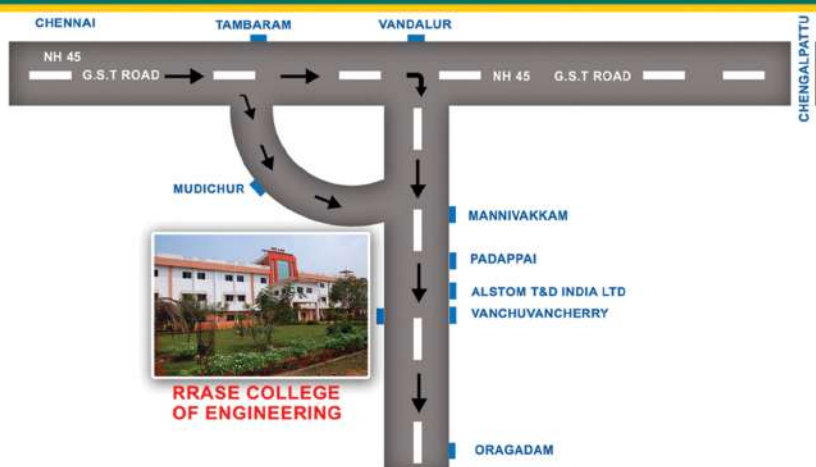 CHENNAI
TAMBARAM
VANDALUR
CHENGALPATTU
NH 45
G.S.T ROAD
NH 45
G.S.T ROAD
MUDICHUR
MANNIVAKKAM
PADAPPAI
ALSTOM T&D INDIA LTD
VANCHUVANCHERRY
RRASE COLLEGE
OF ENGINEERING
ORAGADAM